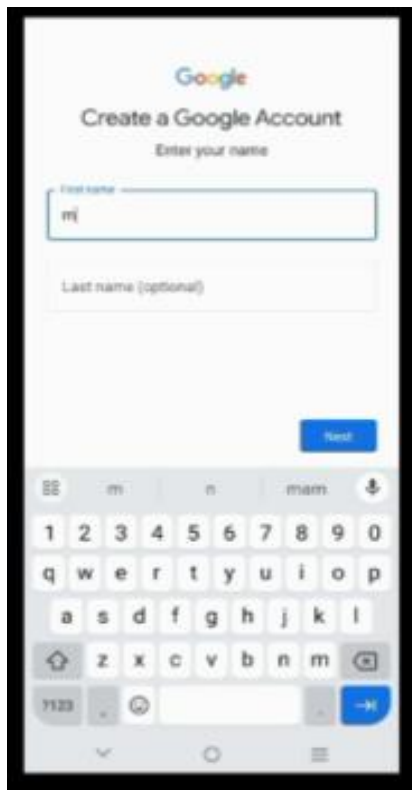 Google
Create a Google Account
Enter your name
First name
m
Last name (optional)
Next
m n mam
1 2 3 4 5 6 7 8 9 0
q w e r t y u i o p
a s d f g h j k l
z x c v b n m
?123 , .